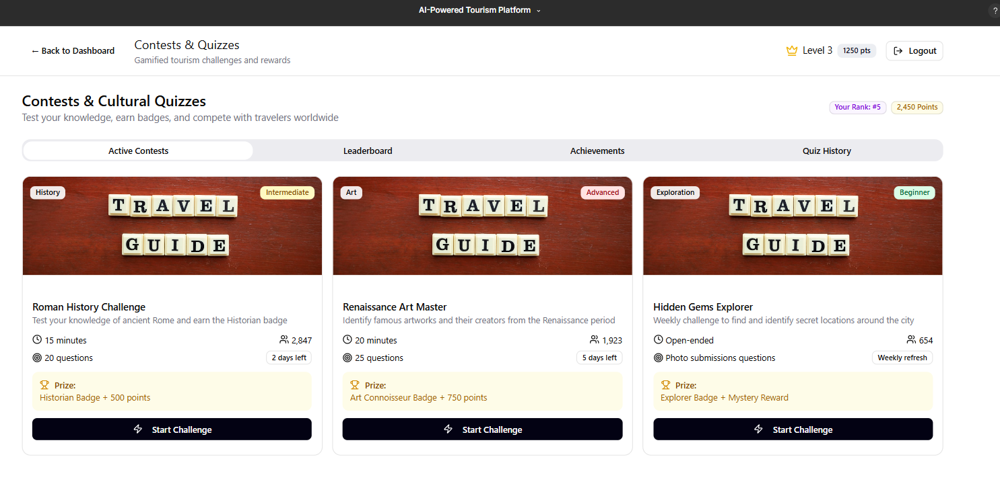 AI-Powered Tourism Platform
?
← Back to Dashboard
Contests & Quizzes
Gamified tourism challenges and rewards
Level 3
1250 pts
Logout
Contests & Cultural Quizzes
Test your knowledge, earn badges, and compete with travelers worldwide
Your Rank: #5
2,450 Points
Active Contests
Leaderboard
Achievements
Quiz History
History
Intermediate
TRAVEL
GUIDE
Roman History Challenge
Test your knowledge of ancient Rome and earn the Historian badge
15 minutes
2,847
20 questions
2 days left
Prize:
Historian Badge + 500 points
Start Challenge
Art
Advanced
TRAVEL
GUIDE
Renaissance Art Master
Identify famous artworks and their creators from the Renaissance period
20 minutes
1,923
25 questions
5 days left
Prize:
Art Connoisseur Badge + 750 points
Start Challenge
Exploration
Beginner
TRAVEL
GUIDE
Hidden Gems Explorer
Weekly challenge to find and identify secret locations around the city
Open-ended
654
Photo submissions questions
Weekly refresh
Prize:
Explorer Badge + Mystery Reward
Start Challenge